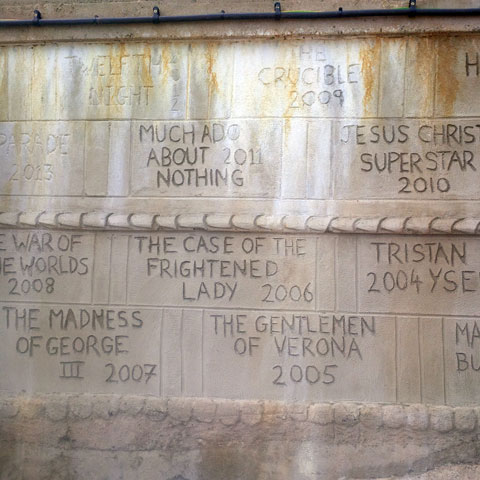 TWELFTH
NIGHT
THE
CRUCIBLE
2009
H
PARADE
2013
MUCH ADO
ABOUT 2011
NOTHING
JESUS CHRIST
SUPERSTAR
2010
E WAR OF
HE WORLDS
2008
THE CASE OF THE
FRIGHTENED
LADY 2006
TRISTAN
2004 YSE
THE MADNESS
OF GEORGE
III 2007
THE GENTLEMEN
OF VERONA
2005
MA
BU